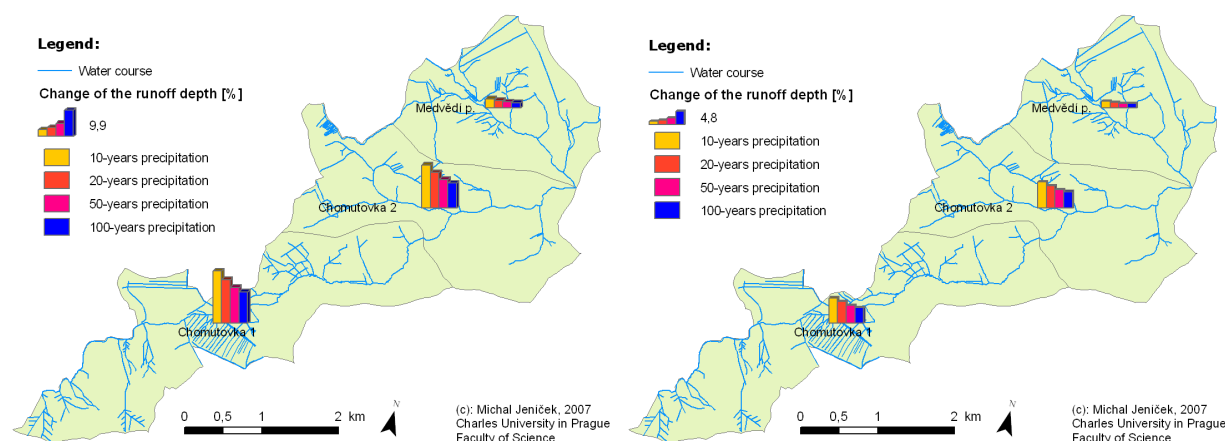 Legend:
Water course
Change of the runoff depth [%]
9,9
10-years precipitation
20-years precipitation
50-years precipitation
100-years precipitation
Medvědí p.
Chomutovka 2
Chomutovka 1
0 0,5 1 2 km
N
(c): Michal Jeníček, 2007
Charles University in Prague
Faculty of Science
Legend:
Water course
Change of the runoff depth [%]
4,8
10-years precipitation
20-years precipitation
50-years precipitation
100-years precipitation
Medvědí p.
Chomutovka 2
Chomutovka 1
0 0,5 1 2 km
N
(c): Michal Jeníček, 2007
Charles University in Prague
Faculty of Science